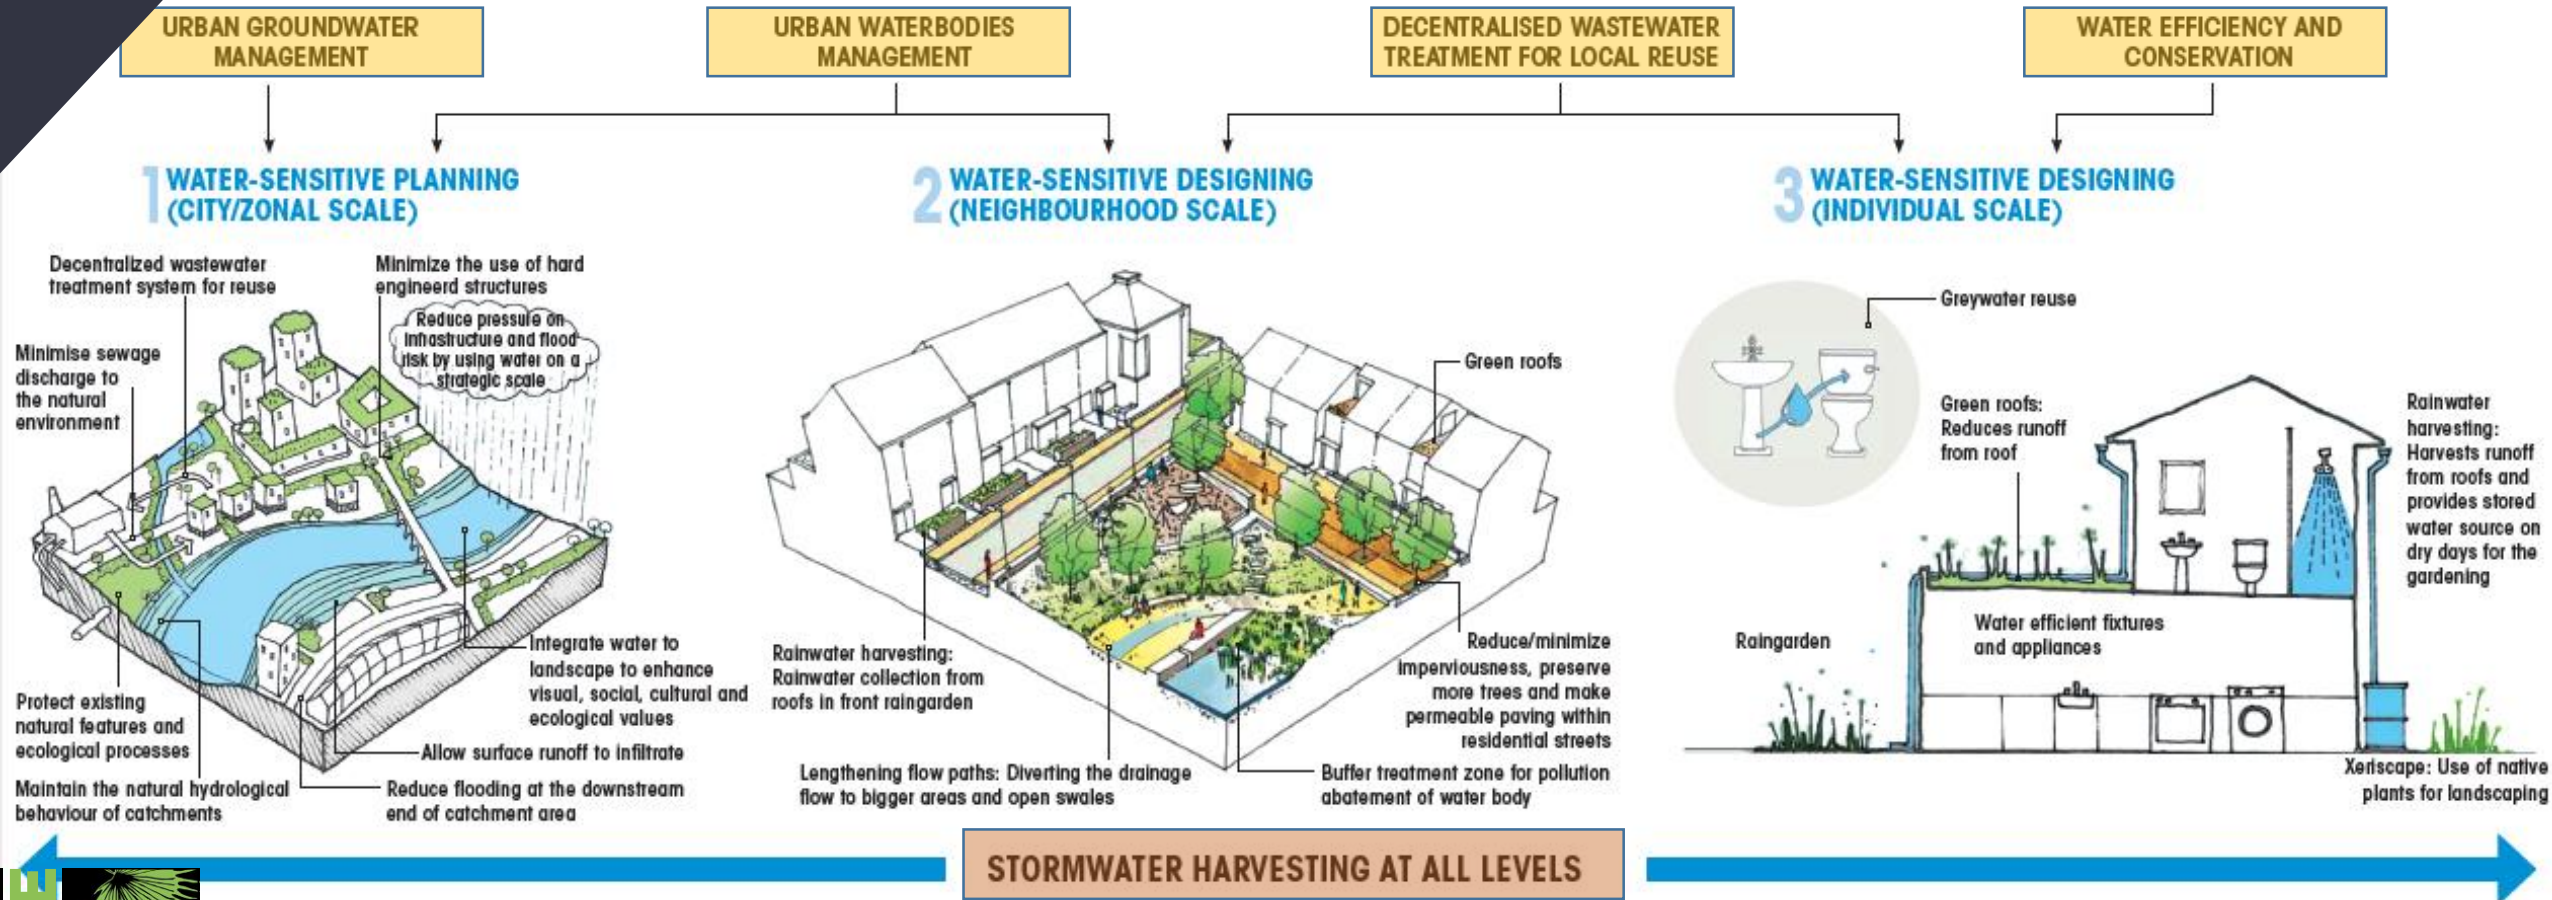 URBAN GROUNDWATER
MANAGEMENT
URBAN WATERBODIES
MANAGEMENT
DECENTRALISED WASTEWATER
TREATMENT FOR LOCAL REUSE
WATER EFFICIENCY AND
CONSERVATION
1 WATER-SENSITIVE PLANNING
(CITY/ZONAL SCALE)
2 WATER-SENSITIVE DESIGNING
(NEIGHBOURHOOD SCALE)
3 WATER-SENSITIVE DESIGNING
(INDIVIDUAL SCALE)
Decentralized wastewater
treatment system for reuse
Minimize the use of hard
engineerd structures
Reduce pressure on
infrastructure and flood
risk by using water on a
strategic scale
Minimise sewage
discharge to
the natural
environment
Integrate water to
landscape to enhance
visual, social, cultural and
ecological values
Protect existing
natural features and
ecological processes
Allow surface runoff to infiltrate
Maintain the natural hydrological
behaviour of catchments
Reduce flooding at the downstream
end of catchment area
Green roofs
Rainwater harvesting:
Rainwater collection from
roofs in front raingarden
Reduce/minimize
imperviousness, preserve
more trees and make
permeable paving within
residential streets
Lengthening flow paths: Diverting the drainage
flow to bigger areas and open swales
Buffer treatment zone for pollution
abatement of water body
Greywater reuse
Green roofs:
Reduces runoff
from roof
Rainwater
harvesting:
Harvests runoff
from roofs and
provides stored
water source on
dry days for the
gardening
Water efficient fixtures
and appliances
Raingarden
Xeriscape: Use of native
plants for landscaping
STORMWATER HARVESTING AT ALL LEVELS